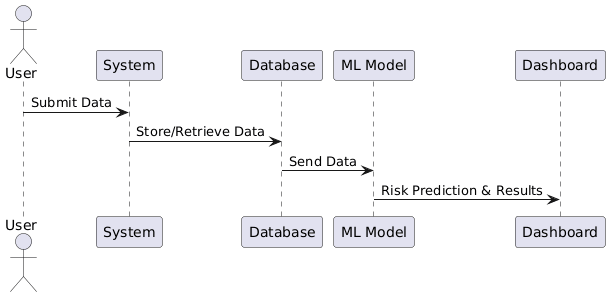 User
System
Database
ML Model
Dashboard
Submit Data
Store/Retrieve Data
Send Data
Risk Prediction & Results
User
System
Database
ML Model
Dashboard